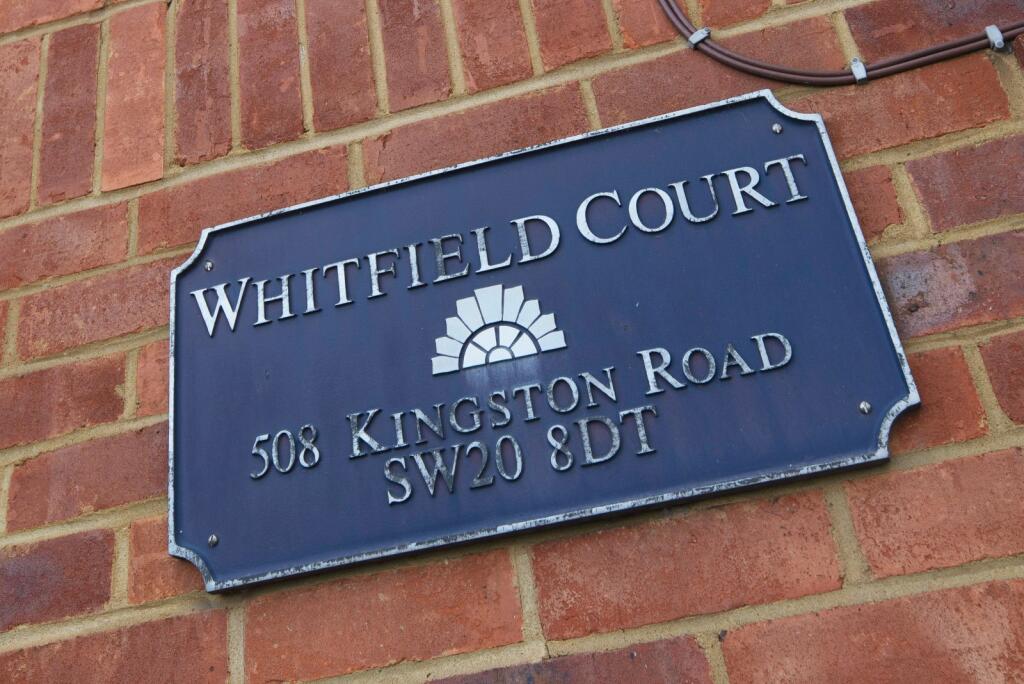 WHITFIELD COURT
508 KINGSTON ROAD
SW20 8DT